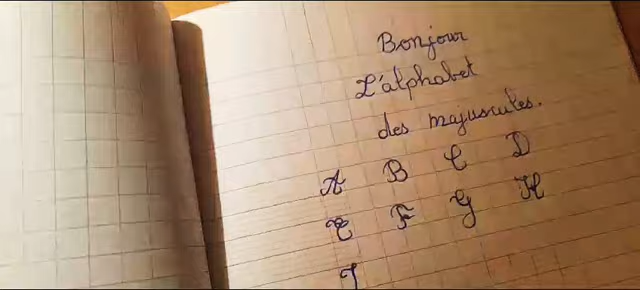 Bonjour
L'alphabet
des majuscules.
A B C D
E F G H
I